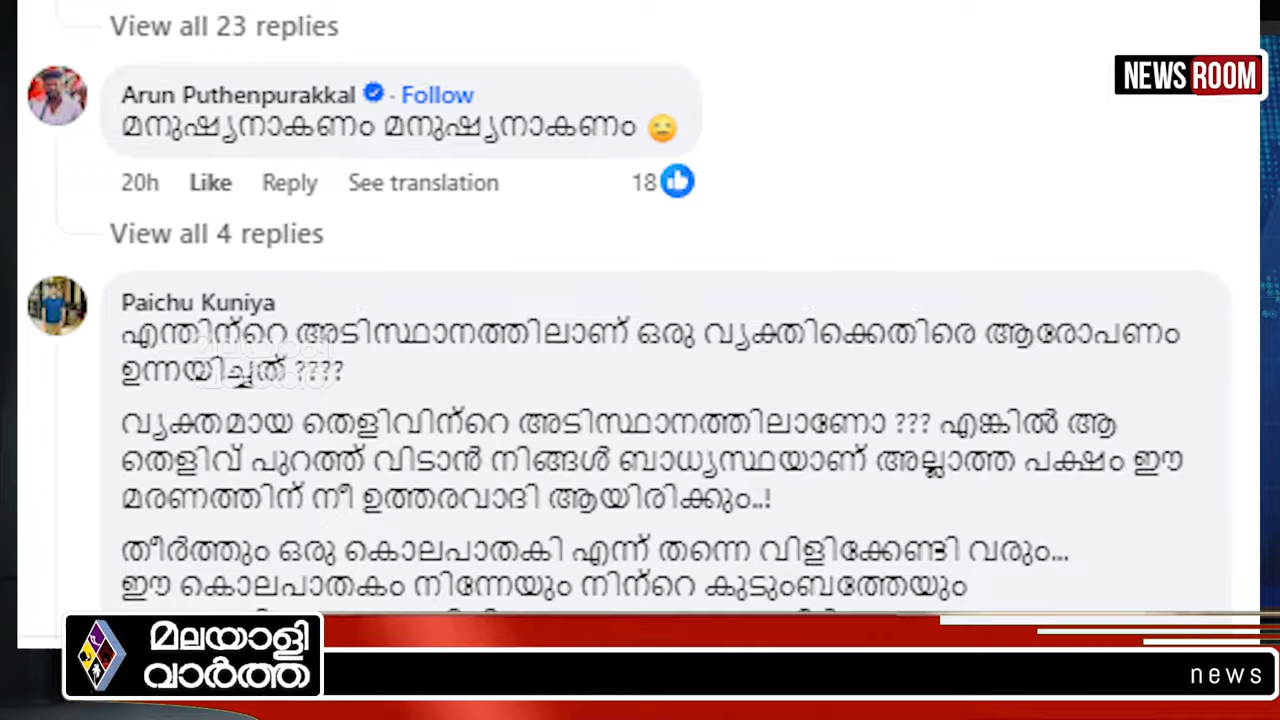 View all 23 replies
NEWS ROOM
Arun Puthenpurakkal · Follow
മനുഷ്യനാകണം മനുഷ്യനാകണം 😑
20h Like Reply See translation 18
View all 4 replies
Paichu Kuniya
എന്തിന്റെ അടിസ്ഥാനത്തിലാണ് ഒരു വ്യക്തിക്കെതിരെ ആരോപണം
ഉന്നയിച്ചത് ????
വ്യക്തമായ തെളിവിന്റെ അടിസ്ഥാനത്തിലാണോ ??? എങ്കിൽ ആ
തെളിവ് പുറത്ത് വിടാൻ നിങ്ങൾ ബാധ്യസ്ഥയാണ് അല്ലാത്ത പക്ഷം ഈ
മരണത്തിന് നീ ഉത്തരവാദി ആയിരിക്കും..!
തീർത്തും ഒരു കൊലപാതകി എന്ന് തന്നെ വിളിക്കേണ്ടി വരും...
ഈ കൊലപാതകം നിന്നേയും നിന്റെ കുടുംബത്തേയും
മലയാളി
വാർത്ത
news